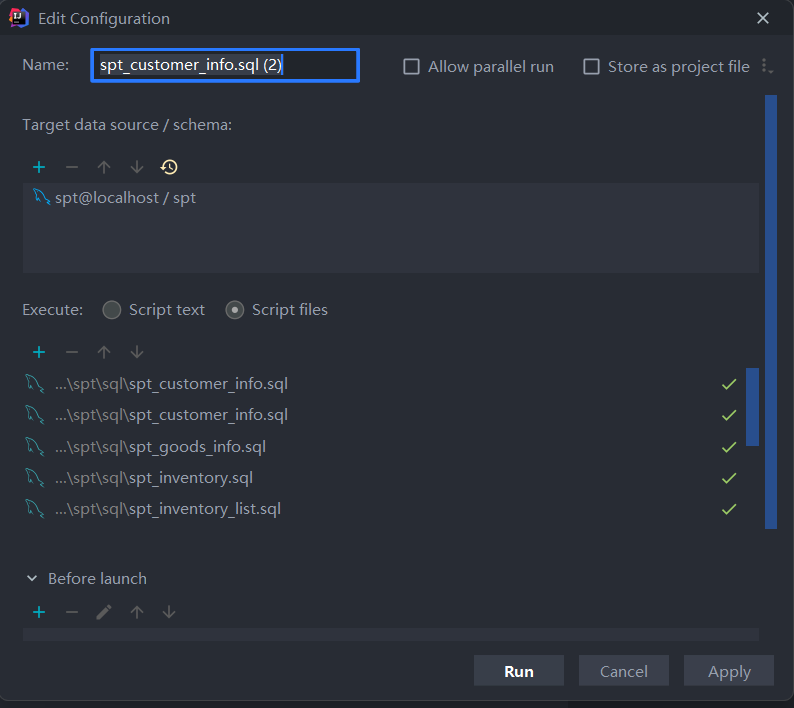 Edit Configuration
Name: spt_customer_info.sql (2) Allow parallel run Store as project file
Target data source / schema:
spt@localhost / spt
Execute: Script text Script files
...\spt\sql\spt_customer_info.sql
...\spt\sql\spt_customer_info.sql
...\spt\sql\spt_goods_info.sql
...\spt\sql\spt_inventory.sql
...\spt\sql\spt_inventory_list.sql
Before launch
Run Cancel Apply